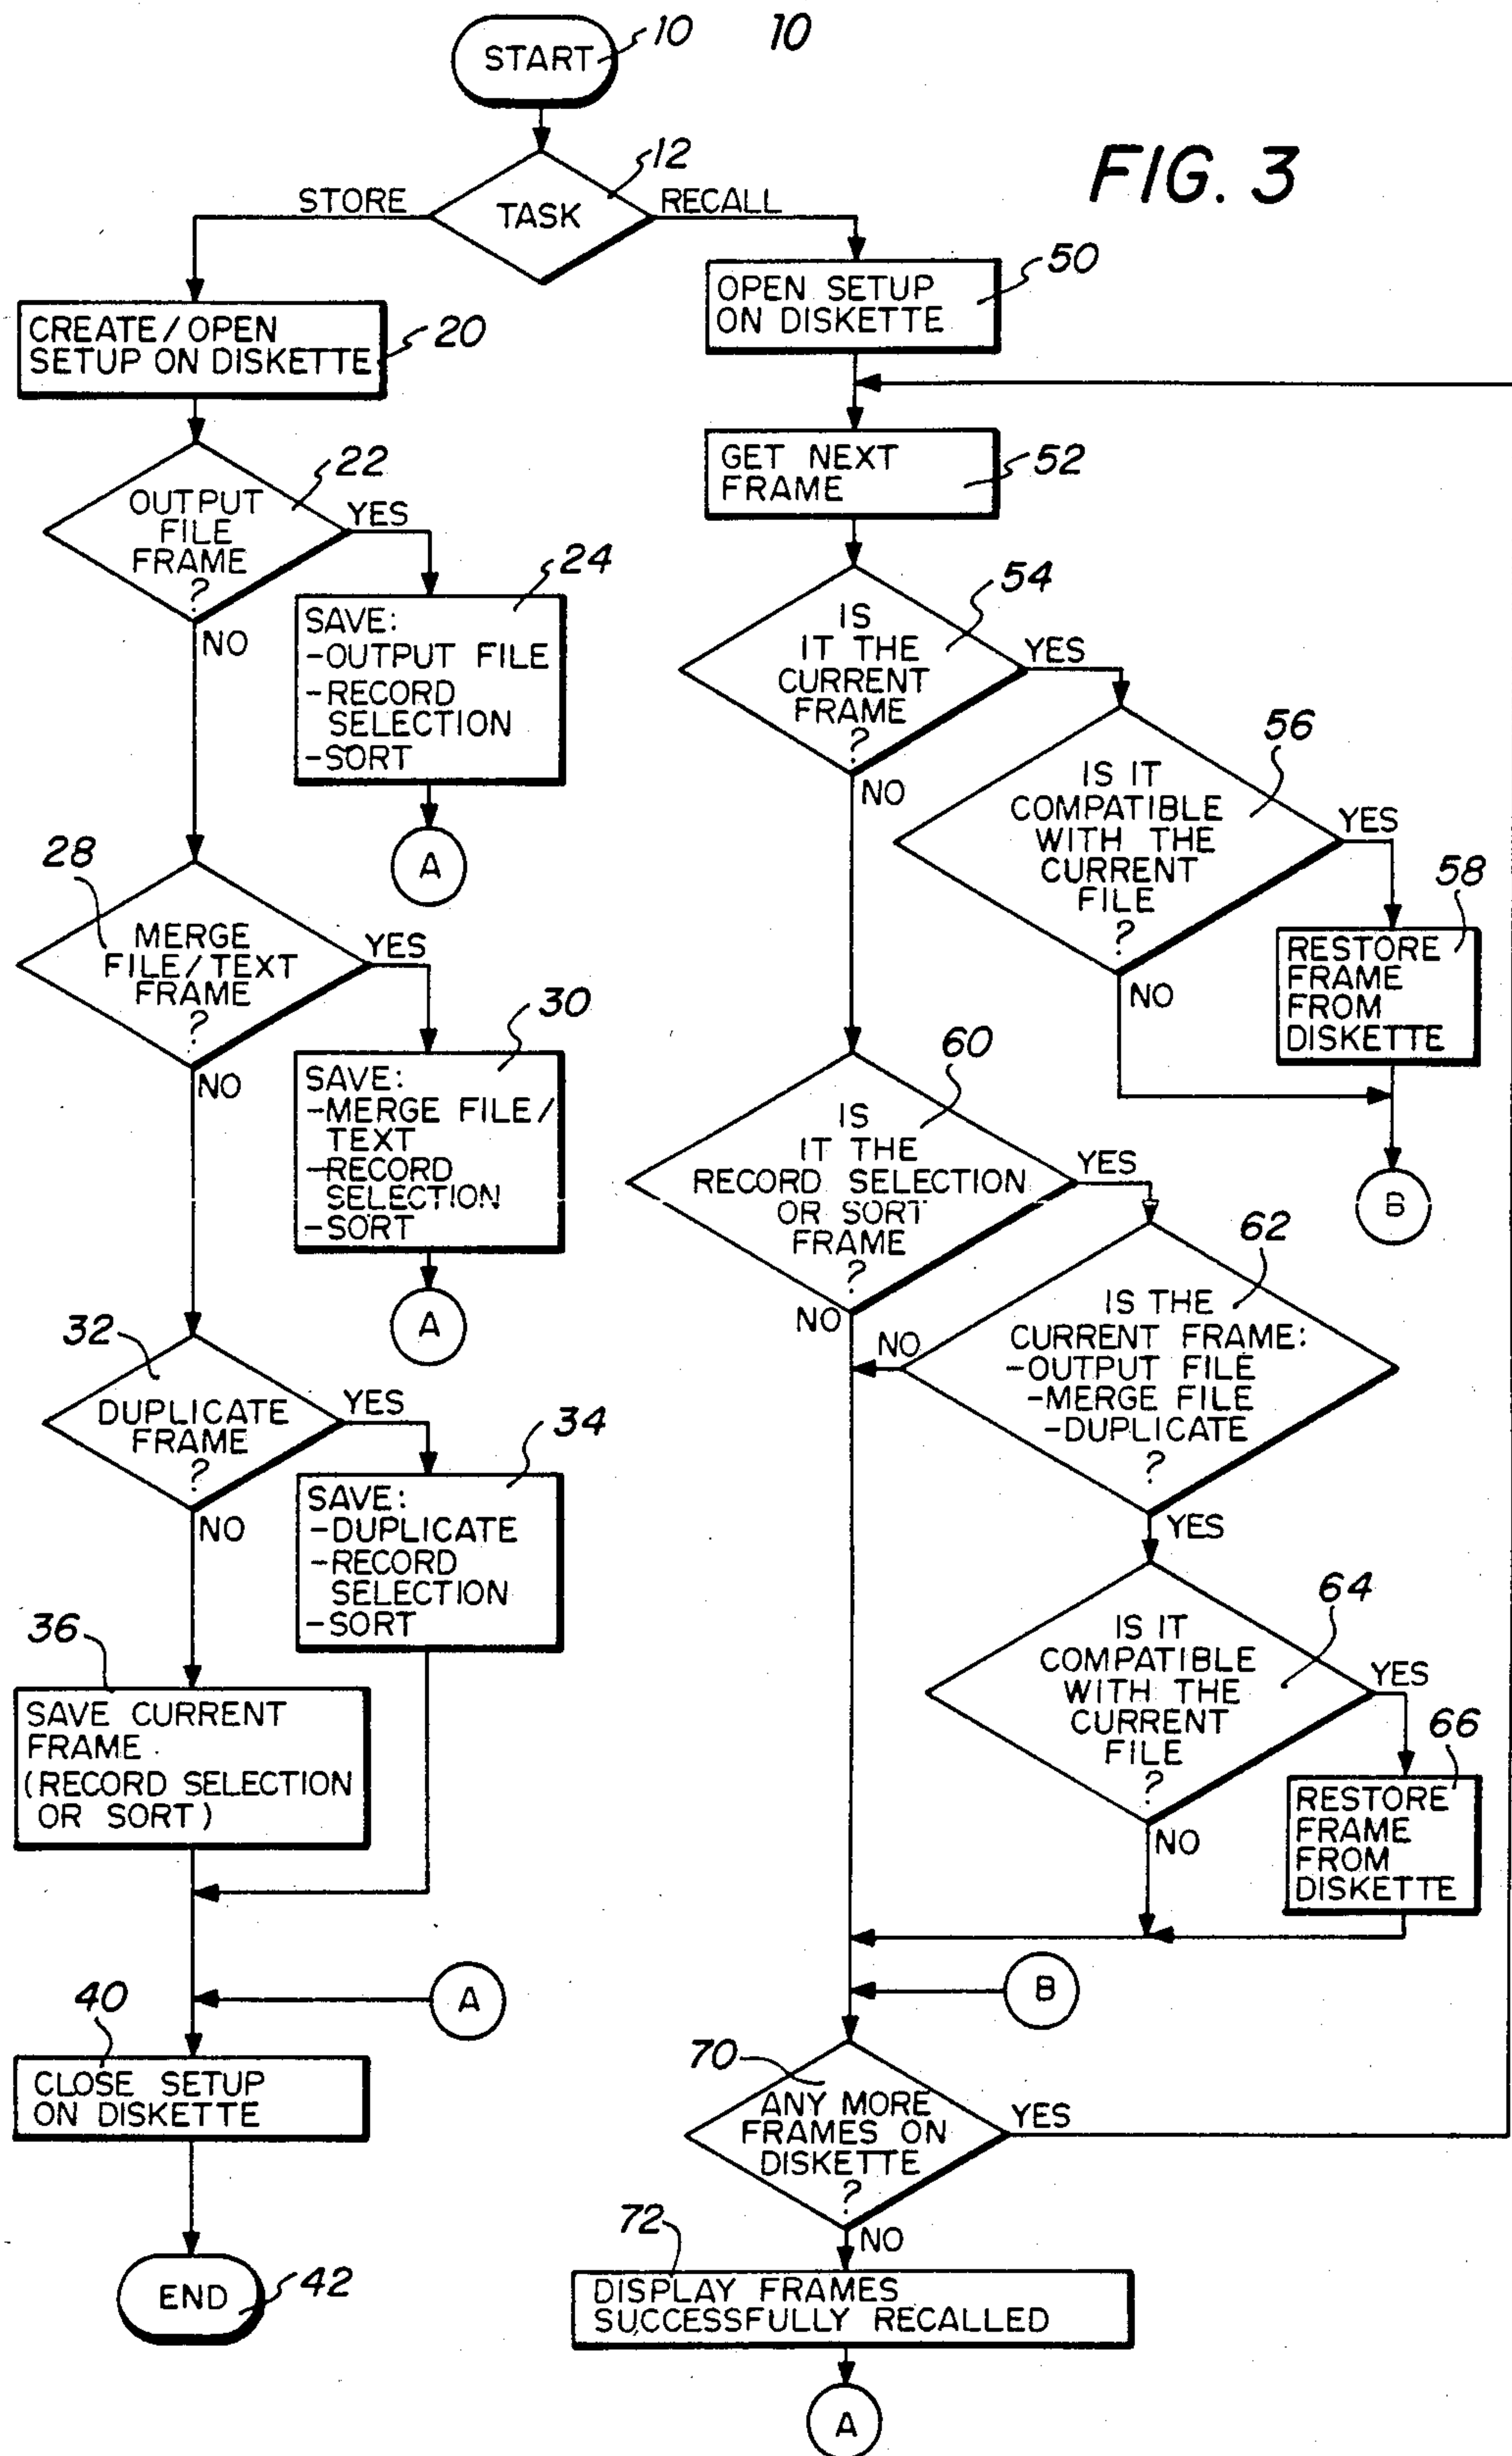 START
10
10
FIG. 3
12
TASK
STORE
RECALL
CREATE/OPEN
SETUP ON DISKETTE
20
OUTPUT
FILE
FRAME
?
22
YES
NO
SAVE:
-OUTPUT FILE
-RECORD
SELECTION
-SORT
24
A
28
MERGE
FILE/TEXT
FRAME
?
YES
NO
SAVE:
-MERGE FILE/
TEXT
-RECORD
SELECTION
-SORT
30
A
32
DUPLICATE
FRAME
?
YES
NO
SAVE:
-DUPLICATE
-RECORD
SELECTION
-SORT
34
36
SAVE CURRENT
FRAME
(RECORD SELECTION
OR SORT)
A
40
CLOSE SETUP
ON DISKETTE
END
42
OPEN SETUP
ON DISKETTE
50
GET NEXT
FRAME
52
IS
IT THE
CURRENT
FRAME
?
54
YES
NO
IS IT
COMPATIBLE
WITH THE
CURRENT
FILE
?
56
YES
NO
RESTORE
FRAME
FROM
DISKETTE
58
B
IS
IT THE
RECORD SELECTION
OR SORT
FRAME
?
60
YES
NO
IS THE
CURRENT FRAME:
-OUTPUT FILE
-MERGE FILE
-DUPLICATE
?
62
NO
YES
IS IT
COMPATIBLE
WITH THE
CURRENT
FILE
?
64
YES
NO
RESTORE
FRAME
FROM
DISKETTE
66
B
70
ANY MORE
FRAMES ON
DISKETTE
?
YES
NO
72
DISPLAY FRAMES
SUCCESSFULLY RECALLED
A